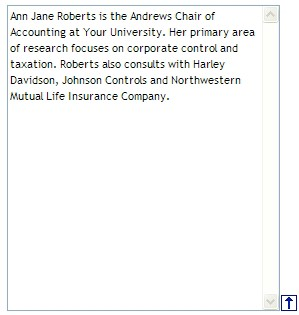 Ann Jane Roberts is the Andrews Chair of
Accounting at Your University. Her primary area
of research focuses on corporate control and
taxation. Roberts also consults with Harley
Davidson, Johnson Controls and Northwestern
Mutual Life Insurance Company.